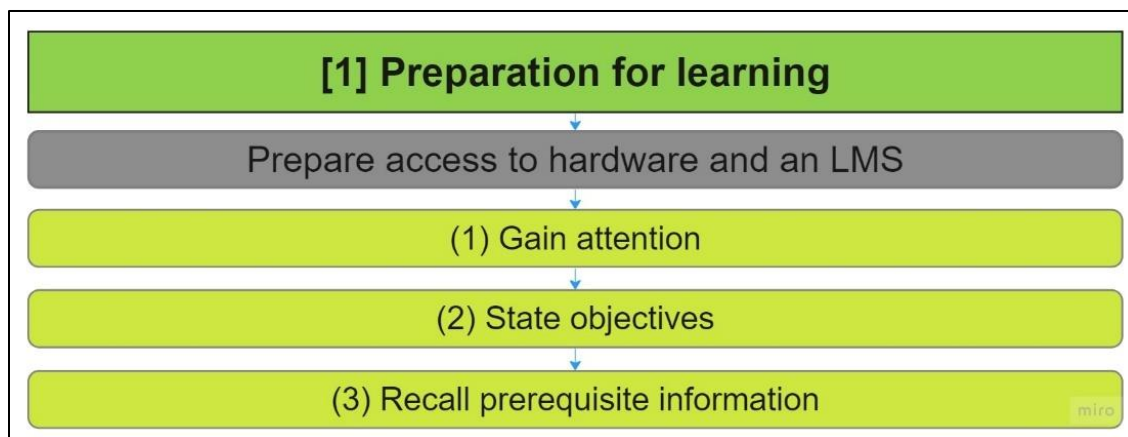 [1] Preparation for learning
Prepare access to hardware and an LMS
(1) Gain attention
(2) State objectives
(3) Recall prerequisite information
miro